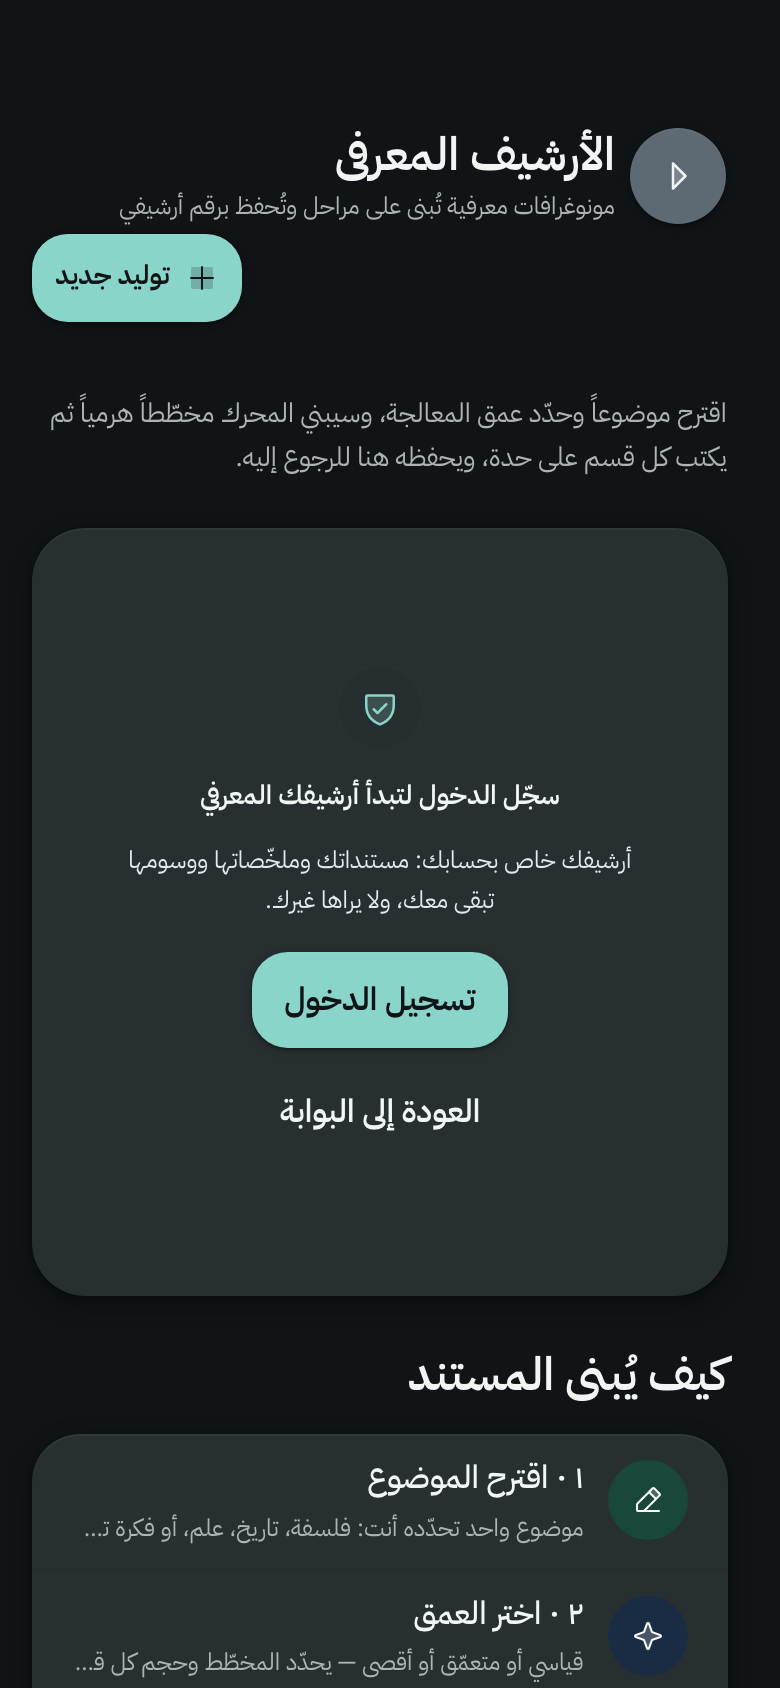 الأرشيف المعرفي
مونوغرافات معرفية تُبنى على مراحل وتُحفظ برقم أرشيفي
توليد جديد
اقترح موضوعاً وحدّد عمق المعالجة، وسيبني المحرك مخطّطاً هرمياً ثم
يكتب كل قسم على حدة، ويحفظه هنا للرجوع إليه.
سجّل الدخول لتبدأ أرشيفك المعرفي
أرشيفك خاص بحسابك: مستنداتك وملخّصاتها ووسومها
تبقى معك، ولا يراها غيرك.
تسجيل الدخول
العودة إلى البوابة
كيف يُبنى المستند
١ · اقترح الموضوع
موضوع واحد تحدّده أنت: فلسفة، تاريخ، علم، أو فكرة تـ...
٢ · اختر العمق
قياسي أو متعمّق أو أقصى — يحدّد المخطّط وحجم كل قـ...